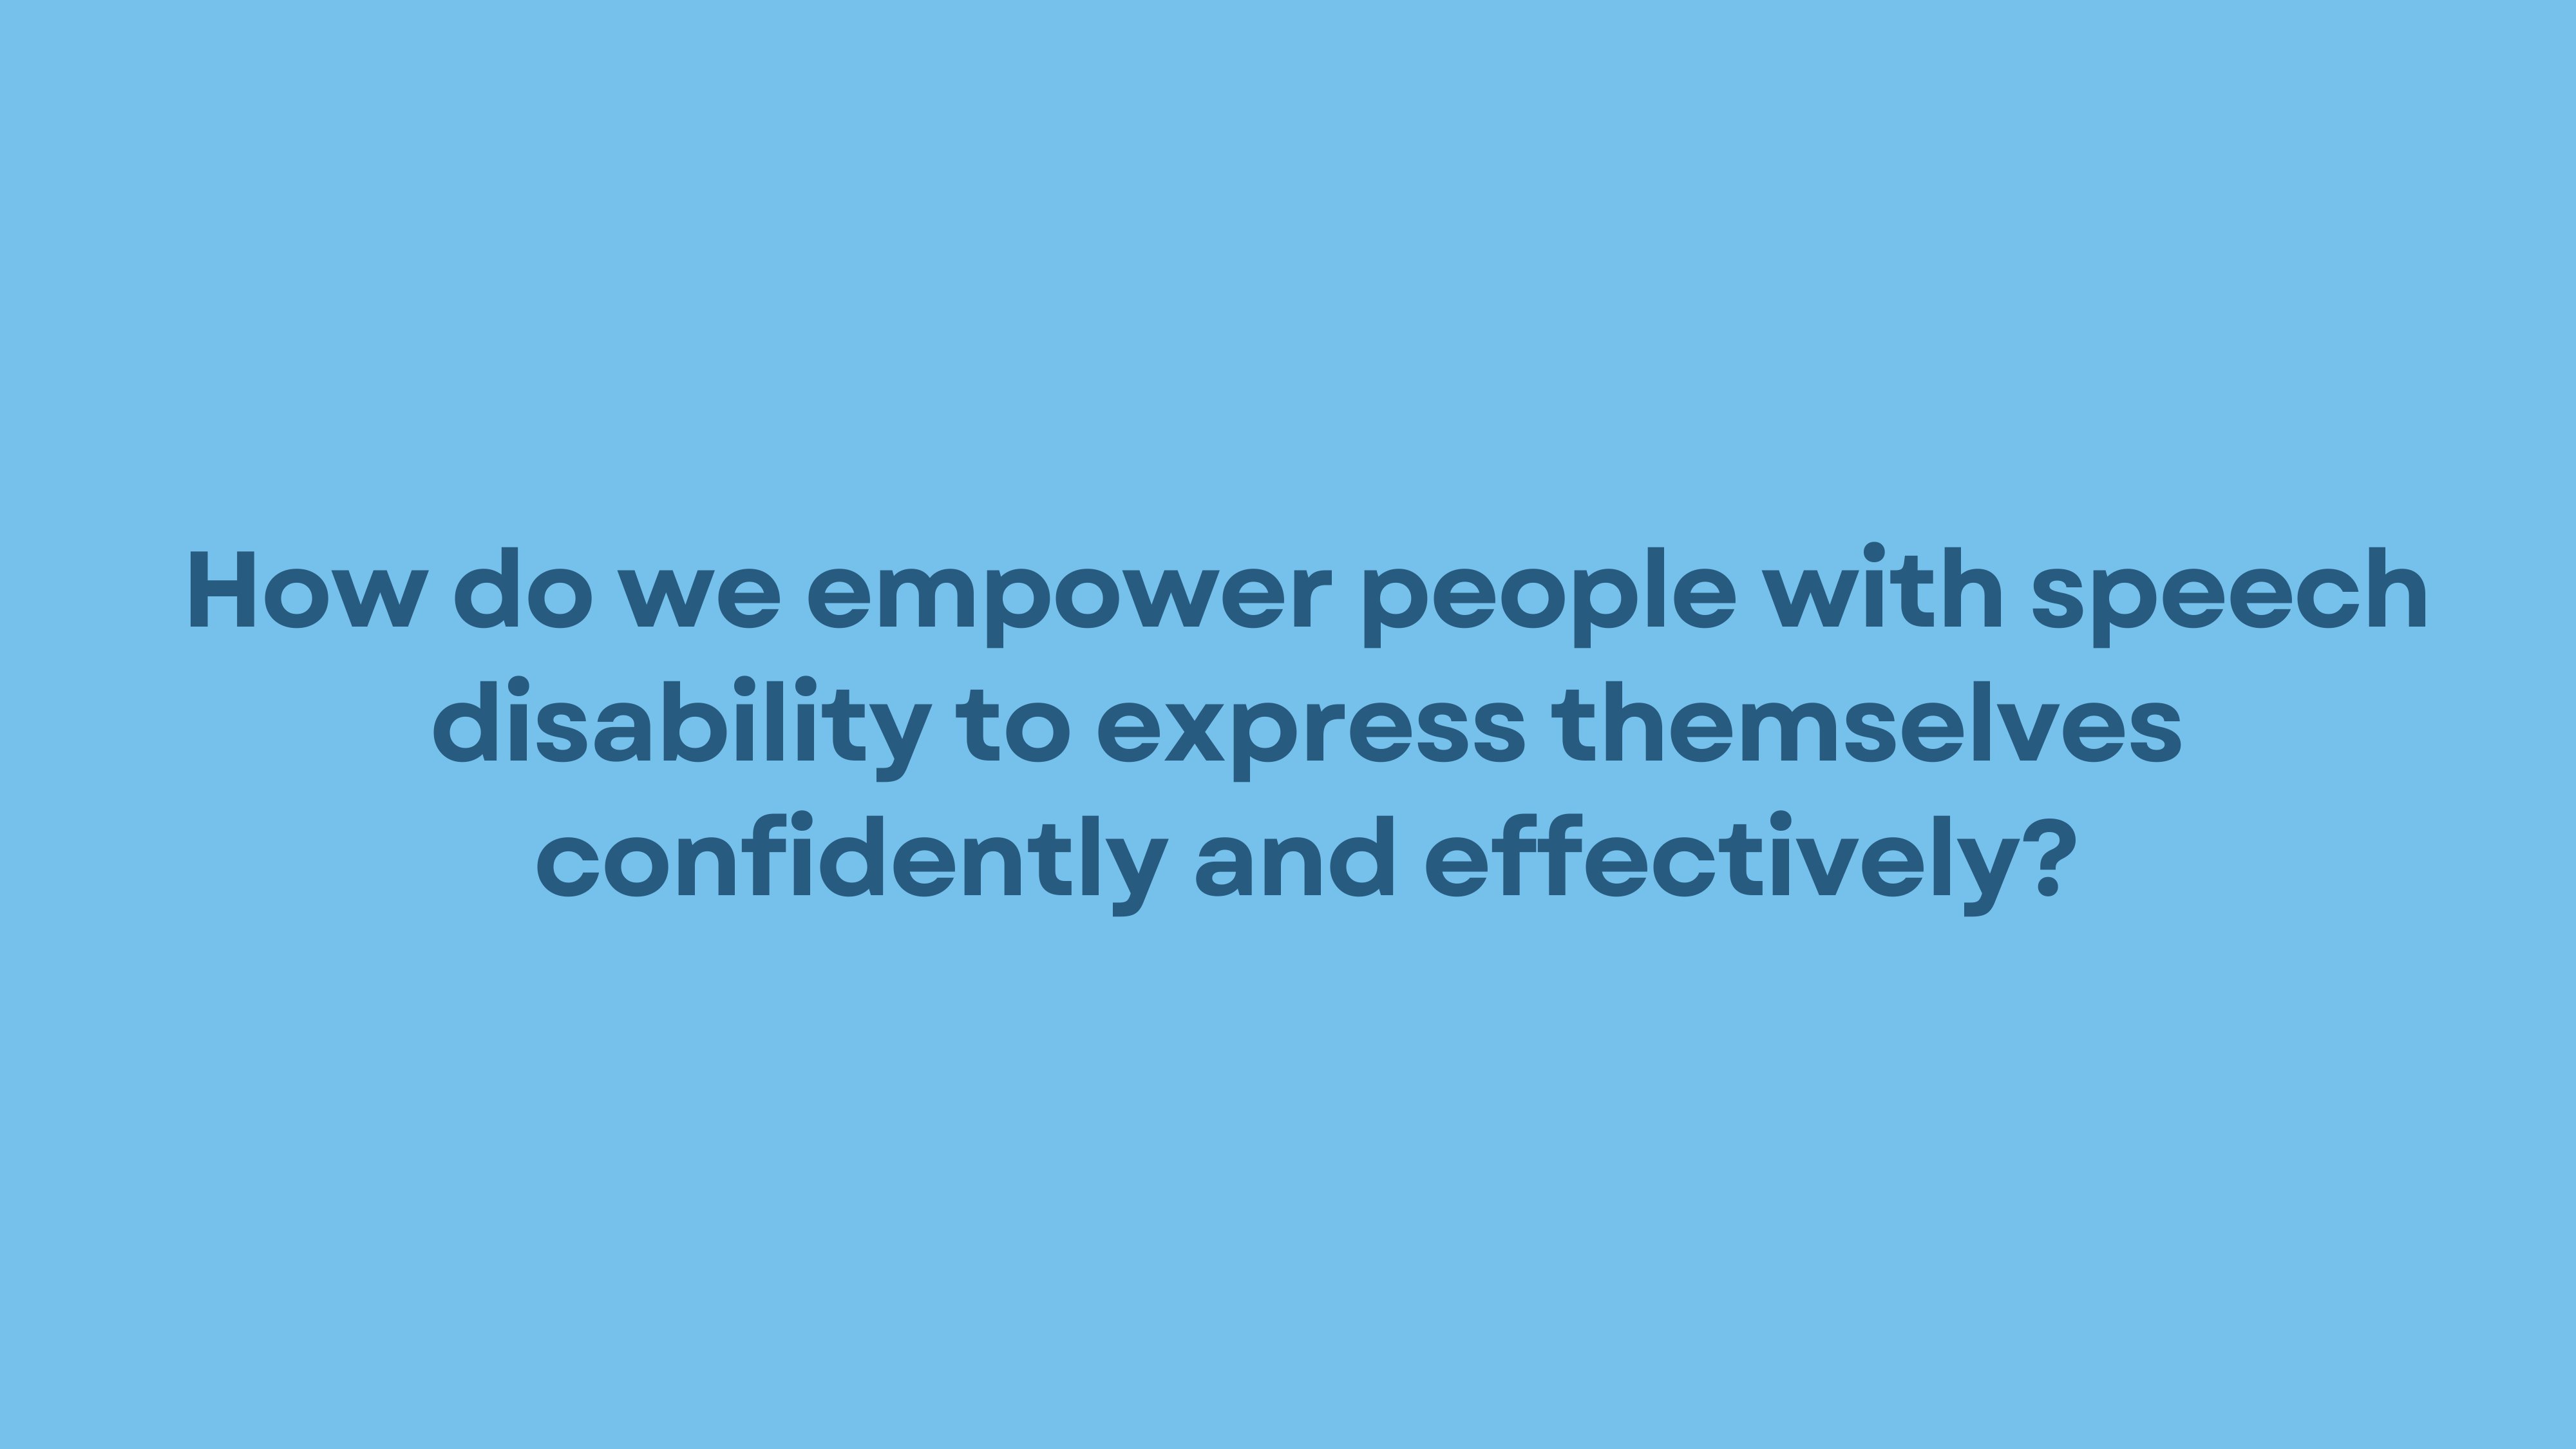 How do we empower people with speech
disability to express themselves
confidently and effectively?